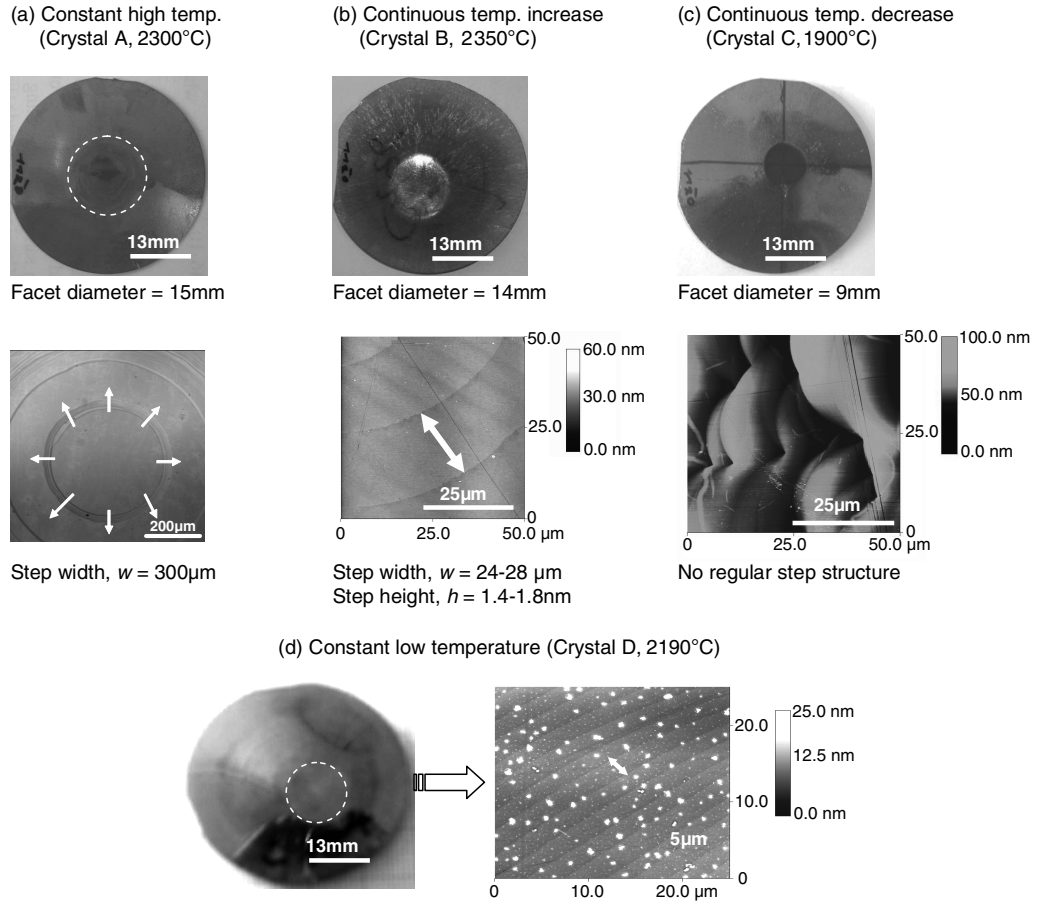 (a) Constant high temp.
(Crystal A, 2300°C)
13mm
Facet diameter = 15mm
200µm
Step width, w = 300µm
(b) Continuous temp. increase
(Crystal B, 2350°C)
13mm
Facet diameter = 14mm
50.0
25.0
0
25µm
0
25.0
50.0 µm
60.0 nm
30.0 nm
0.0 nm
Step width, w = 24-28 µm
Step height, h = 1.4-1.8nm
(c) Continuous temp. decrease
(Crystal C,1900°C)
13mm
Facet diameter = 9mm
50.0
25.0
0
25µm
0
25.0
50.0 µm
100.0 nm
50.0 nm
0.0 nm
No regular step structure
(d) Constant low temperature (Crystal D, 2190°C)
13mm
20.0
10.0
0
5µm
0
10.0
20.0 µm
25.0 nm
12.5 nm
0.0 nm